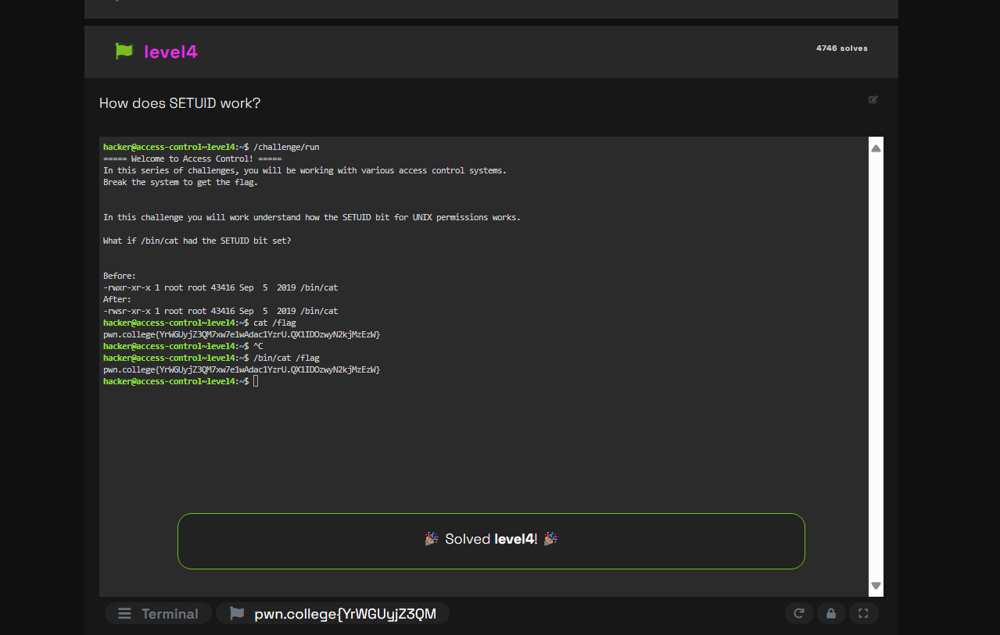 level4
4746 solves
How does SETUID work?
hacker@access-control~level4:~$ /challenge/run
===== Welcome to Access Control! =====
In this series of challenges, you will be working with various access control systems.
Break the system to get the flag.
In this challenge you will work understand how the SETUID bit for UNIX permissions works.
What if /bin/cat had the SETUID bit set?
Before:
-rwxr-xr-x 1 root root 43416 Sep  5  2019 /bin/cat
After:
-rwsr-xr-x 1 root root 43416 Sep  5  2019 /bin/cat
hacker@access-control~level4:~$ cat /flag
pwn.college{YrWGUyjZ3QM7xw7e1wAdac1YzrU.QX1IDOzwyN2kjMzEzW}
hacker@access-control~level4:~$ ^C
hacker@access-control~level4:~$ /bin/cat /flag
pwn.college{YrWGUyjZ3QM7xw7e1wAdac1YzrU.QX1IDOzwyN2kjMzEzW}
hacker@access-control~level4:~$
🎉 Solved level4! 🎉
Terminal
pwn.college{YrWGUyjZ3QM